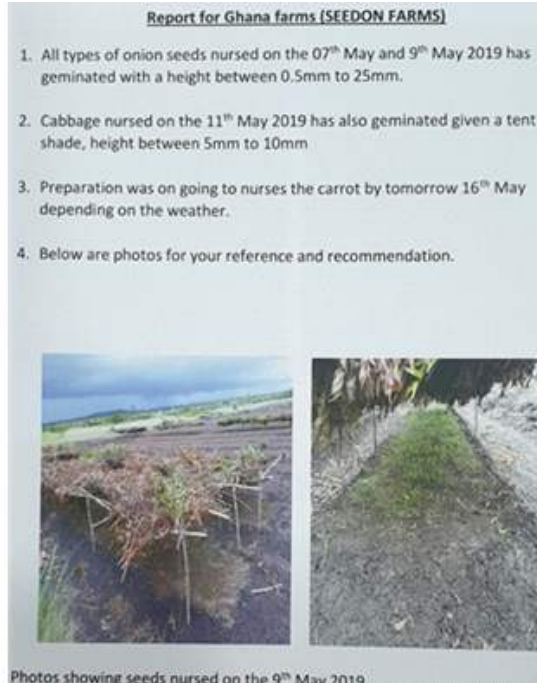 Report for Ghana farms (SEEDON FARMS)
1. All types of onion seeds nursed on the 07th May and 9th May 2019 has
geminated with a height between 0.5mm to 25mm.
2. Cabbage nursed on the 11th May 2019 has also geminated given a tent
shade, height between 5mm to 10mm
3. Preparation was on going to nurses the carrot by tomorrow 16th May
depending on the weather.
4. Below are photos for your reference and recommendation.
Photos showing seeds nursed on the 9th May 2019